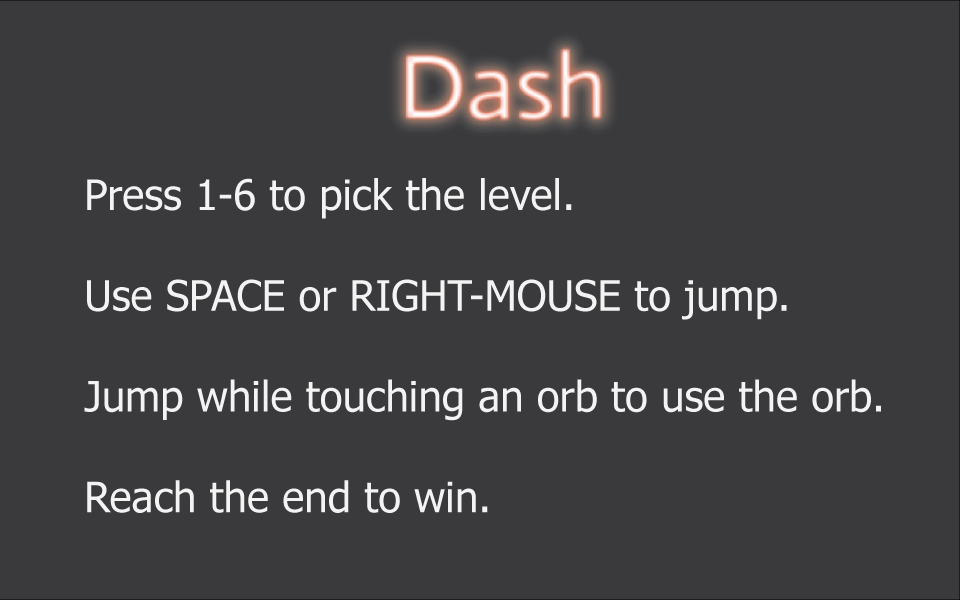 Dash
Press 1-6 to pick the level.
Use SPACE or RIGHT-MOUSE to jump.
Jump while touching an orb to use the orb.
Reach the end to win.